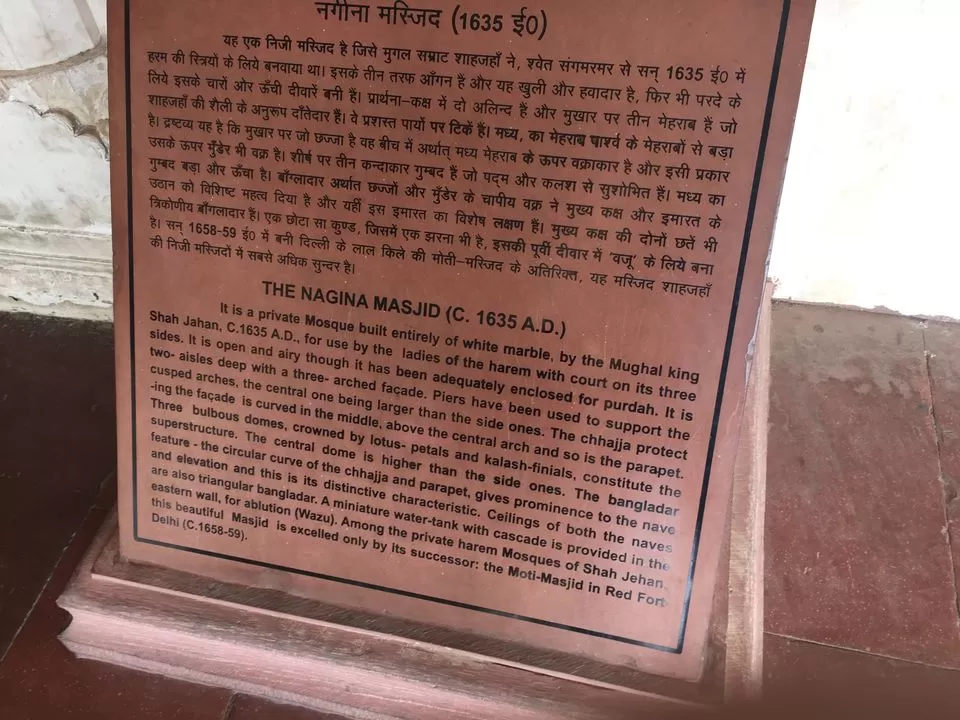 नगीना मस्जिद (1635 ई0)
यह एक निजी मस्जिद है जिसे मुगल सम्राट शाहजहाँ ने, श्वेत संगमरमर से सन् 1635 ई0 में
हरम की स्त्रियों के लिये बनवाया था। इसके तीन तरफ आँगन हैं और यह खुली और हवादार है, फिर भी परदे के
लिये इसके चारों ओर ऊँची दीवारें बनी हैं। प्रार्थना-कक्ष में दो अलिन्द हैं और मुखार पर तीन मेहराब हैं जो
शाहजहाँ की शैली के अनुरूप दाँतेदार हैं। वे प्रशस्त पायों पर टिकें हैं। मध्य, का मेहराब पार्श्व के मेहराबों से बड़ा
है। द्रष्टव्य यह है कि मुखार पर जो छज्जा है वह बीच में अर्थात् मध्य मेहराब के ऊपर वक्राकार है और इसी प्रकार
उसके ऊपर मुँडेर भी वक्र है। शीर्ष पर तीन कन्दाकार गुम्बद हैं जो पद्म और कलश से सुशोभित हैं। मध्य का
गुम्बद बड़ा और ऊँचा है। बाँग्लादार अर्थात छज्जों और मुँडेर के चापीय वक्र ने मुख्य कक्ष और इमारत के
उठान को विशिष्ट महत्व दिया है और यहीं इस इमारत का विशेष लक्षण हैं। मुख्य कक्ष की दोनों छतें भी
त्रिकोणीय बाँगलादार हैं। एक छोटा सा कुण्ड, जिसमें एक झरना भी है, इसकी पूर्वी दीवार में 'वजू' के लिये बना
है। सन् 1658-59 ई0 में बनी दिल्ली के लाल किले की मोती-मस्जिद के अतिरिक्त, यह मस्जिद शाहजहाँ
की निजी मस्जिदों में सबसे अधिक सुन्दर है।
THE NAGINA MASJID (C. 1635 A.D.)
It is a private Mosque built entirely of white marble, by the Mughal king
Shah Jahan, C.1635 A.D., for use by the ladies of the harem with court on its three
sides. It is open and airy though it has been adequately enclosed for purdah. It is
two- aisles deep with a three- arched façade. Piers have been used to support the
cusped arches, the central one being larger than the side ones. The chhajja protect
-ing the façade is curved in the middle, above the central arch and so is the parapet.
Three bulbous domes, crowned by lotus- petals and kalash-finials, constitute the
superstructure. The central dome is higher than the side ones. The bangladar
feature - the circular curve of the chhajja and parapet, gives prominence to the nave
and elevation and this is its distinctive characteristic. Ceilings of both the naves
are also triangular bangladar. A miniature water-tank with cascade is provided in the
eastern wall, for ablution (Wazu). Among the private harem Mosques of Shah Jehan,
this beautiful Masjid is excelled only by its successor: the Moti-Masjid in Red Fort
Delhi (C.1658-59).